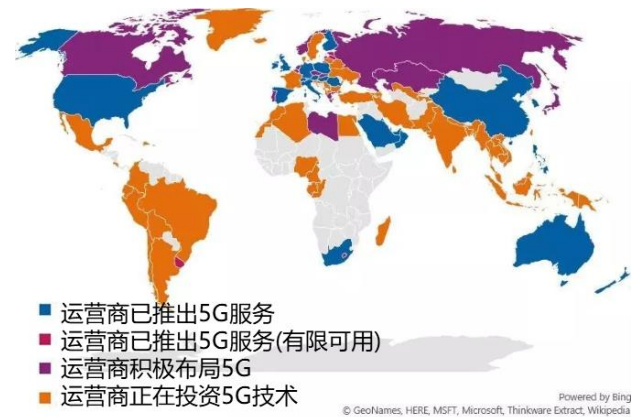 运营商已推出5G服务
运营商已推出5G服务(有限可用)
运营商积极布局5G
运营商正在投资5G技术
Powered by Bing
© GeoNames, HERE, MSFT, Microsoft, Thinkware Extract, Wikipedia